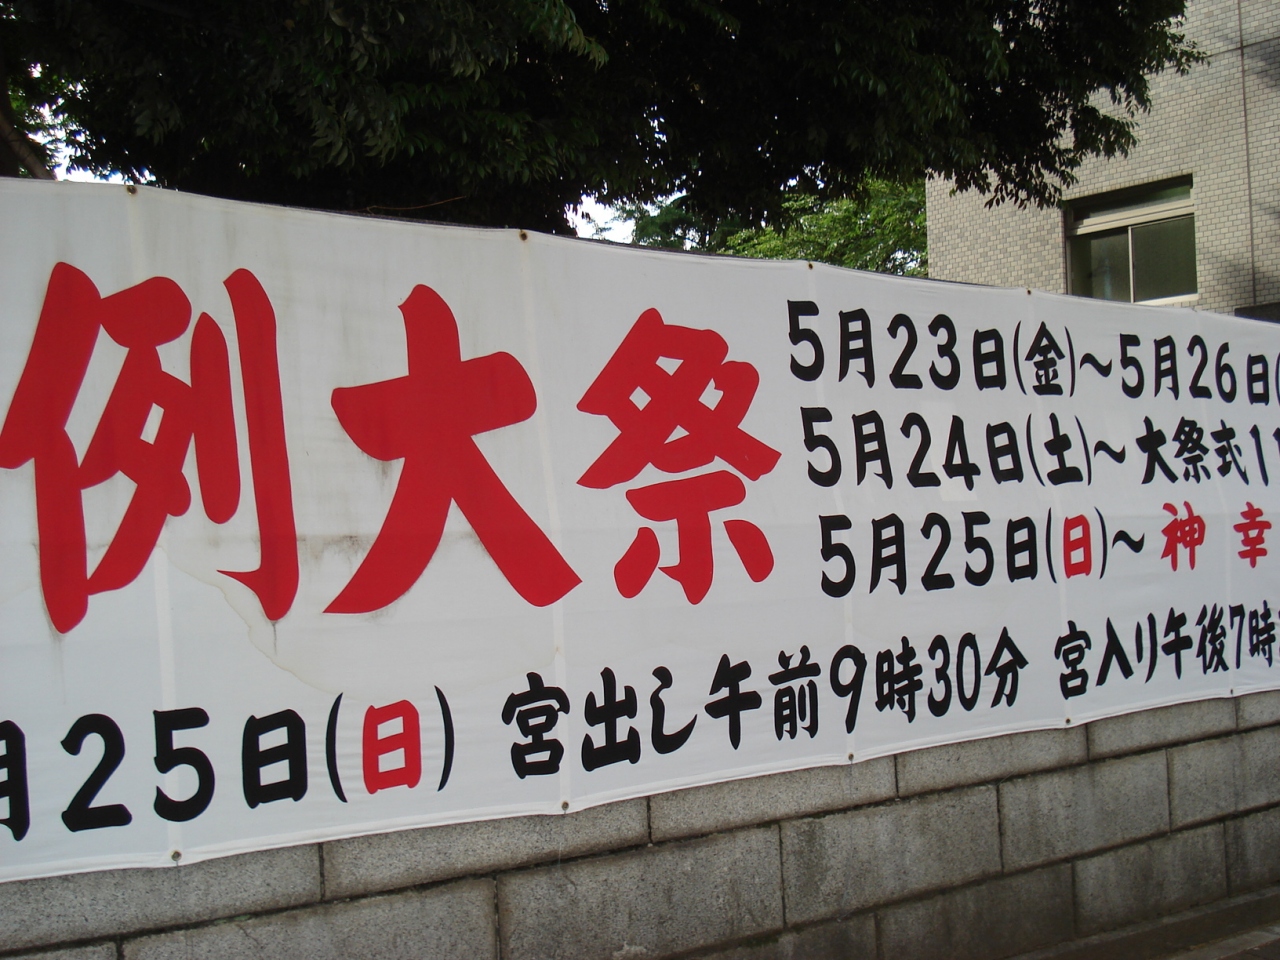 例大祭
5月23日(金)～5月26日(
5月24日(土)～大祭式11
5月25日(日)～神幸
月25日(日) 宮出し午前9時30分 宮入り午後7時